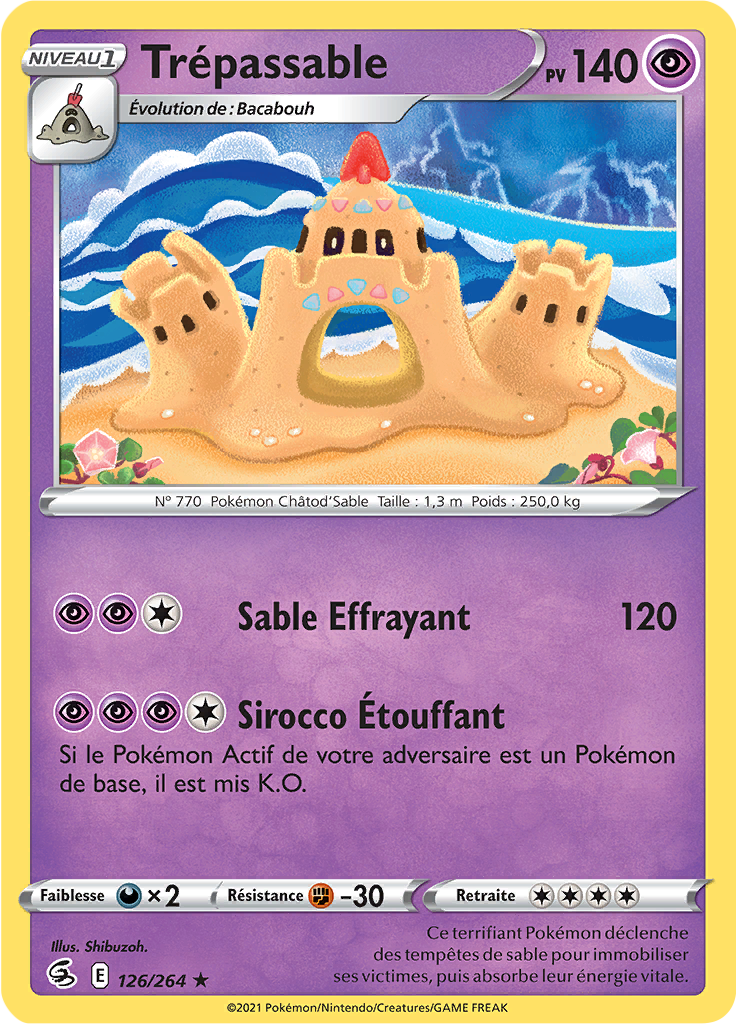 NIVEAU 1
Trépassable
PV 140
Évolution de : Bacabouh
N° 770 Pokémon Châtod'Sable Taille : 1,3 m Poids : 250,0 kg
Sable Effrayant 120
Sirocco Étouffant
Si le Pokémon Actif de votre adversaire est un Pokémon
de base, il est mis K.O.
Faiblesse ×2 Résistance -30 Retraite
Illus. Shibuzoh.
Ce terrifiant Pokémon déclenche
des tempêtes de sable pour immobiliser
ses victimes, puis absorbe leur énergie vitale.
E 126/264 ★
©2021 Pokémon/Nintendo/Creatures/GAME FREAK